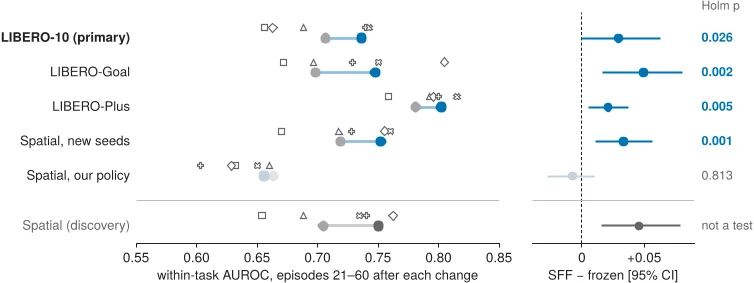 Holm p
LIBERO-10 (primary) 0.026
LIBERO-Goal 0.002
LIBERO-Plus 0.005
Spatial, new seeds 0.001
Spatial, our policy 0.813
Spatial (discovery) not a test
0.55 0.60 0.65 0.70 0.75 0.80 0.85 0 +0.05
within-task AUROC, episodes 21–60 after each change SFF − frozen [95% CI]